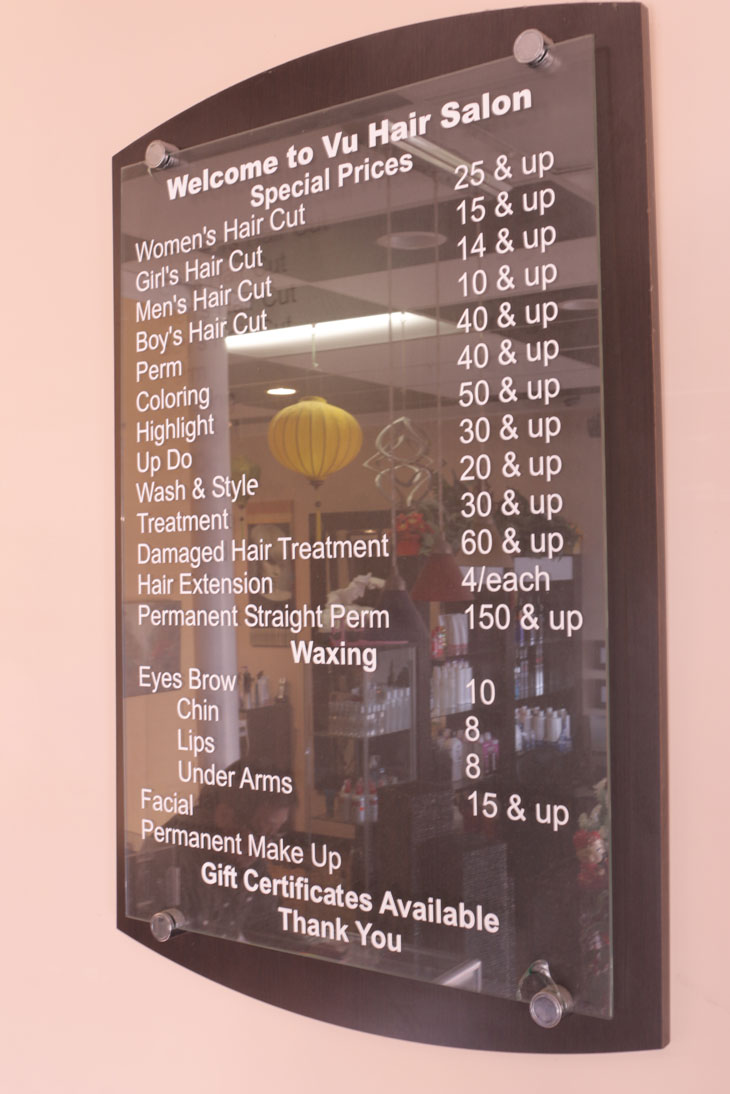 Welcome to Vu Hair Salon
Special Prices
Women's Hair Cut 25 & up
Girl's Hair Cut 15 & up
Men's Hair Cut 14 & up
Boy's Hair Cut 10 & up
Perm 40 & up
Coloring 40 & up
Highlight 50 & up
Up Do 30 & up
Wash & Style 20 & up
Treatment 30 & up
Damaged Hair Treatment 60 & up
Hair Extension 4/each
Permanent Straight Perm 150 & up
Waxing
Eyes Brow 10
Chin 8
Lips 8
Under Arms 15 & up
Facial
Permanent Make Up
Gift Certificates Available
Thank You